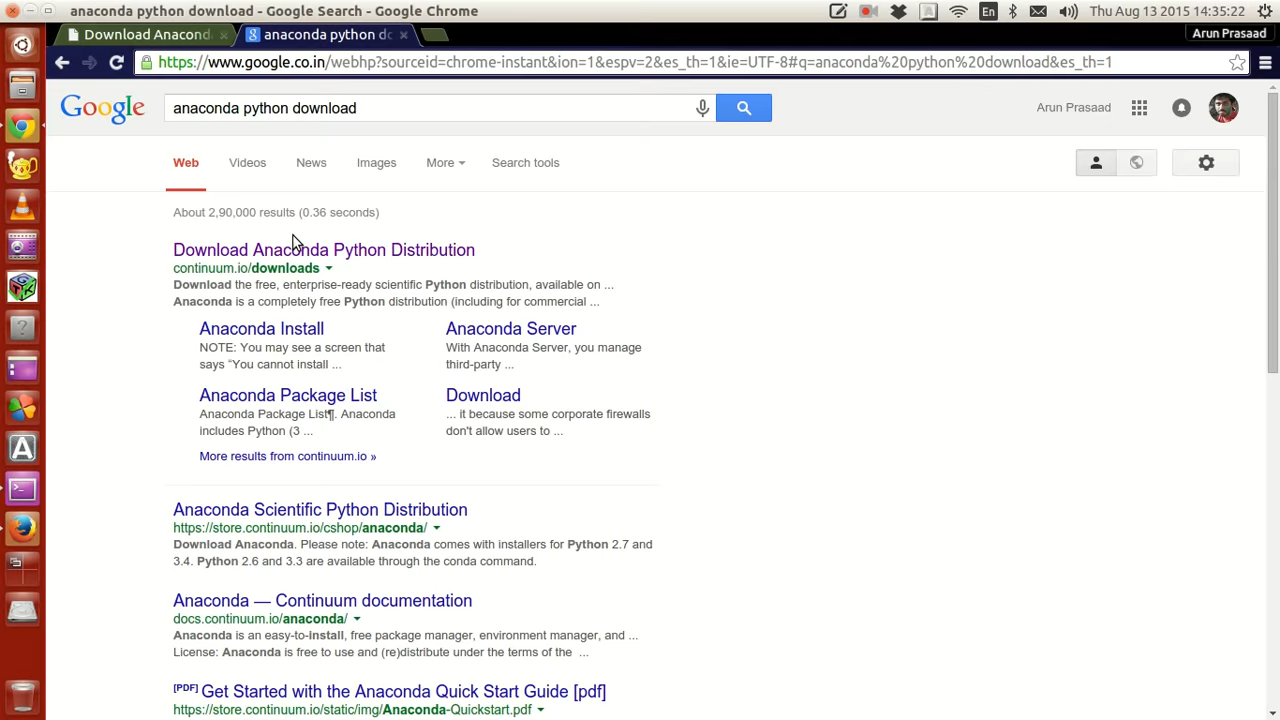 anaconda python download - Google Search - Google Chrome
En
Thu Aug 13 2015 14:35:22
Download Anacond
anaconda python do
Arun Prasaad
https://www.google.co.in/webhp?sourceid=chrome-instant&ion=1&espv=2&es_th=1&ie=UTF-8#q=anaconda%20python%20download&es_th=1
Google
anaconda python download
Arun Prasaad
Web
Videos
News
Images
More
Search tools
About 2,90,000 results (0.36 seconds)
Download Anaconda Python Distribution
continuum.io/downloads
Download the free, enterprise-ready scientific Python distribution, available on ...
Anaconda is a completely free Python distribution (including for commercial ...
Anaconda Install
NOTE: You may see a screen that
says “You cannot install ...
Anaconda Server
With Anaconda Server, you manage
third-party ...
Anaconda Package List
Anaconda Package List¶. Anaconda
includes Python (3 ...
Download
... it because some corporate firewalls
don't allow users to ...
More results from continuum.io »
Anaconda Scientific Python Distribution
https://store.continuum.io/cshop/anaconda/
Download Anaconda. Please note: Anaconda comes with installers for Python 2.7 and
3.4. Python 2.6 and 3.3 are available through the conda command.
Anaconda — Continuum documentation
docs.continuum.io/anaconda/
Anaconda is an easy-to-install, free package manager, environment manager, and ...
License: Anaconda is free to use and (re)distribute under the terms of the ...
[PDF] Get Started with the Anaconda Quick Start Guide [pdf]
https://store.continuum.io/static/img/Anaconda-Quickstart.pdf